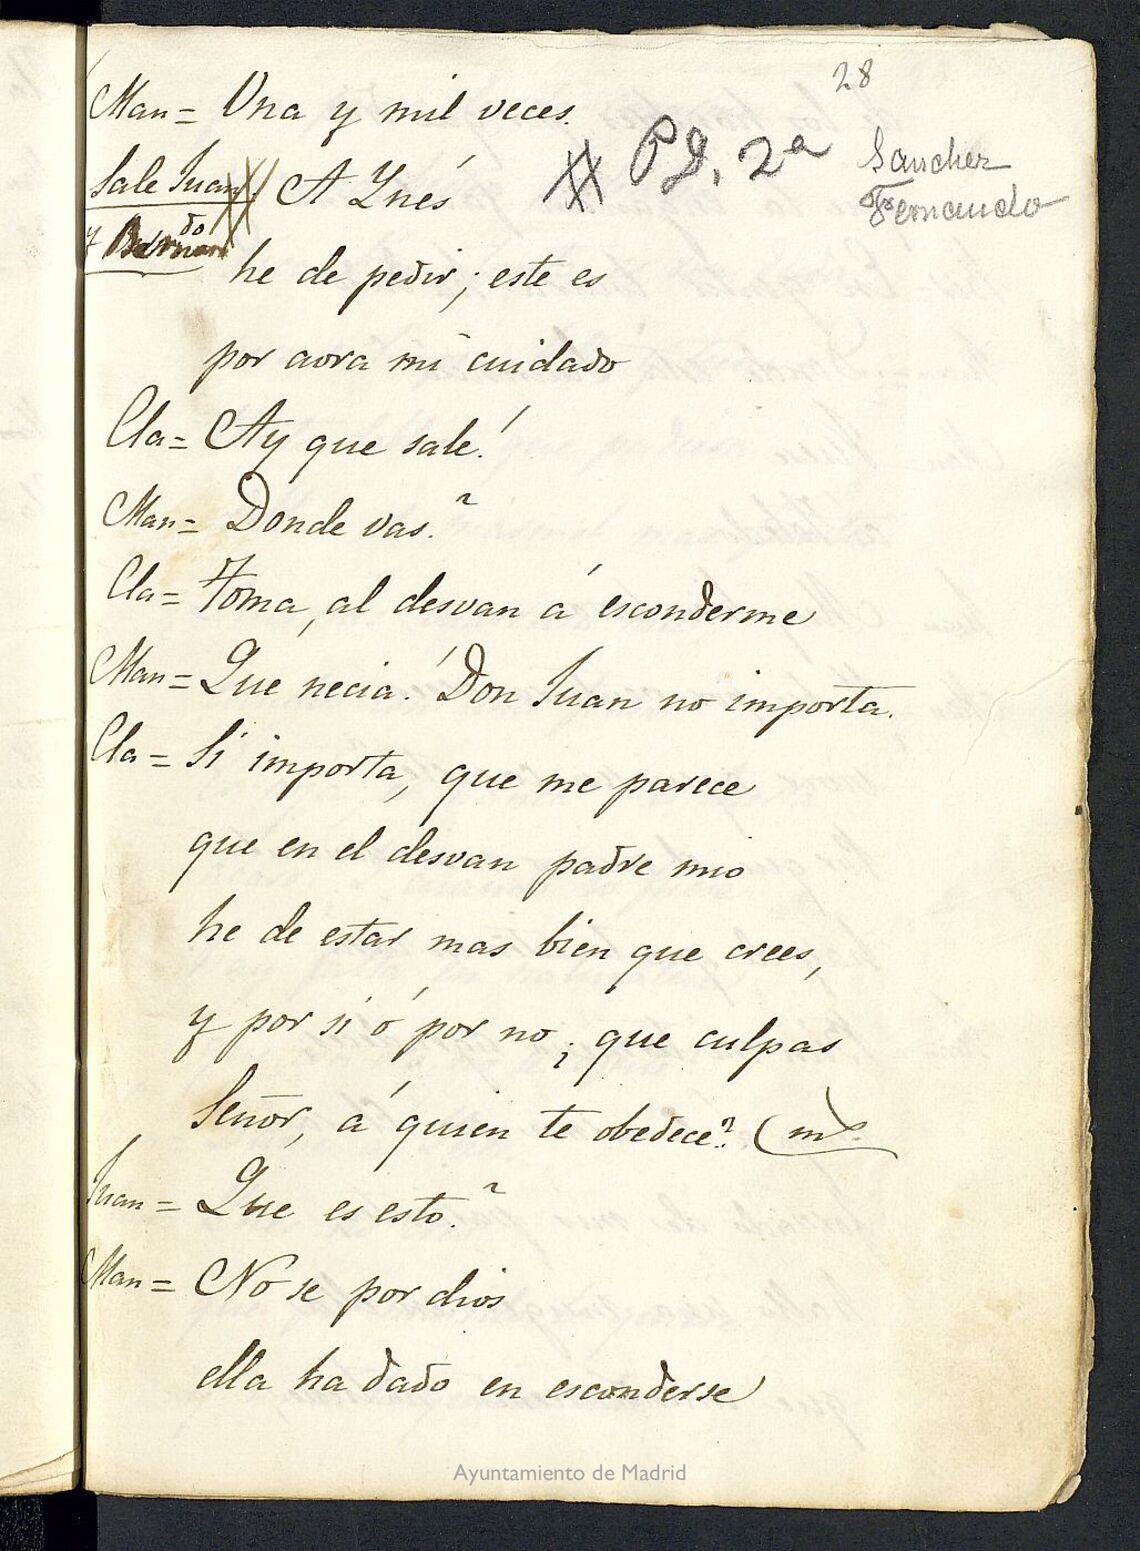 28
Man = Una y mil veces.
Sale Juan A Ynés # PD. 2ª Sanchez
y Bernardo Fernando
he de pedir; este es
por aora mi cuidado
Cla = Ay que sale!
Man = Donde vas?
Cla = Toma, al desvan á esconderme
Man = Que necia! Don Juan no importa.
Cla = Si importa, que me parece
que en el desvan padre mio
he de estar mas bien que crees,
y por si ó por no; que culpas
Señor, á quien te obedece?
Juan = Que es esto?
Man = No se por dios
ella ha dado en esconderse
Ayuntamiento de Madrid